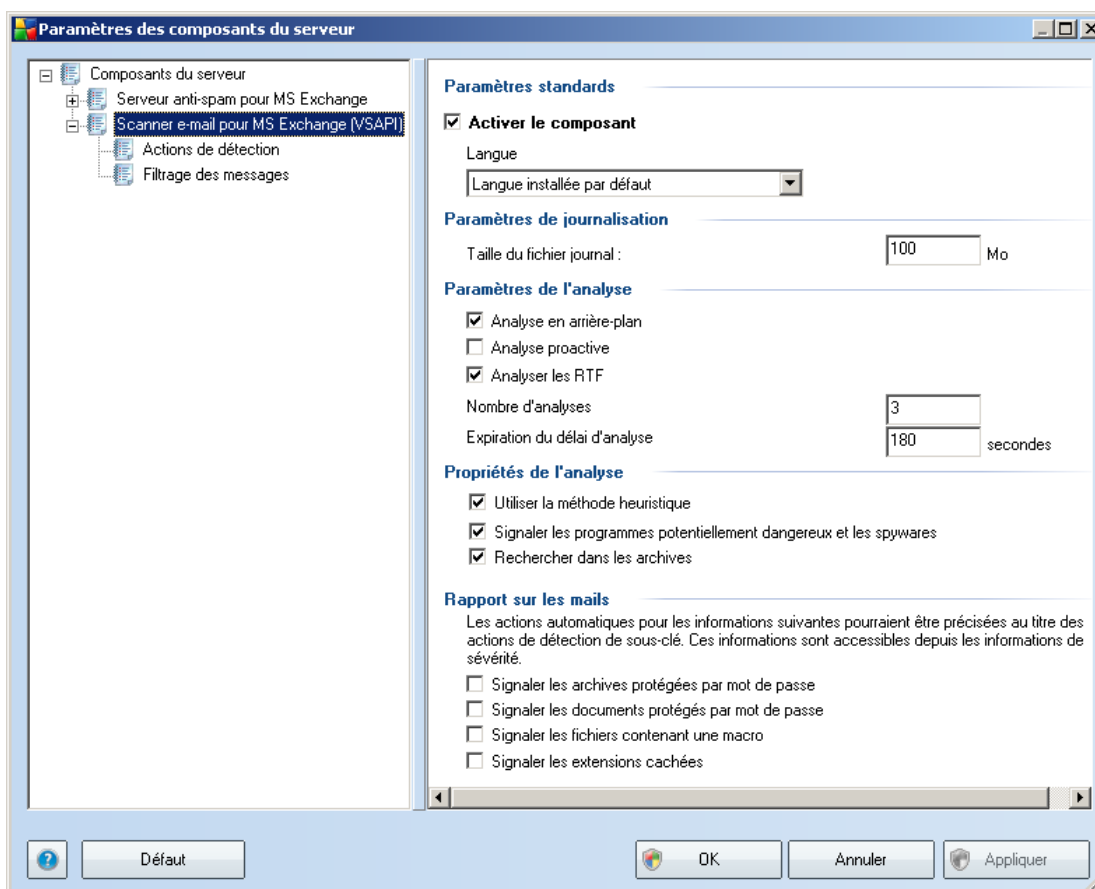 Paramètres des composants du serveur
Composants du serveur
Serveur anti-spam pour MS Exchange
Scanner e-mail pour MS Exchange (VSAPI)
Actions de détection
Filtrage des messages
Paramètres standards
Activer le composant
Langue
Langue installée par défaut
Paramètres de journalisation
Taille du fichier journal : 100 Mo
Paramètres de l'analyse
Analyse en arrière-plan
Analyse proactive
Analyser les RTF
Nombre d'analyses 3
Expiration du délai d'analyse 180 secondes
Propriétés de l'analyse
Utiliser la méthode heuristique
Signaler les programmes potentiellement dangereux et les spywares
Rechercher dans les archives
Rapport sur les mails
Les actions automatiques pour les informations suivantes pourraient être précisées au titre des
actions de détection de sous-clé. Ces informations sont accessibles depuis les informations de
sévérité.
Signaler les archives protégées par mot de passe
Signaler les documents protégés par mot de passe
Signaler les fichiers contenant une macro
Signaler les extensions cachées
? Défaut OK Annuler Appliquer